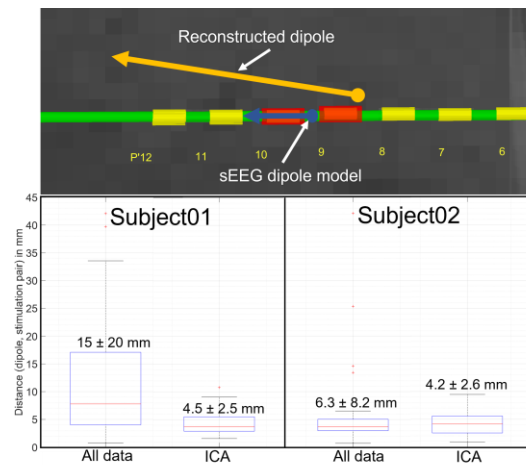 Reconstructed dipole
P'12 11 10 9 8 7 6
sEEG dipole model
Distance (dipole, stimulation pair) in mm
45
40
35
30
25
20
15
10
5
0
Subject01
15 ± 20 mm
4.5 ± 2.5 mm
All data ICA
Subject02
6.3 ± 8.2 mm
4.2 ± 2.6 mm
All data ICA